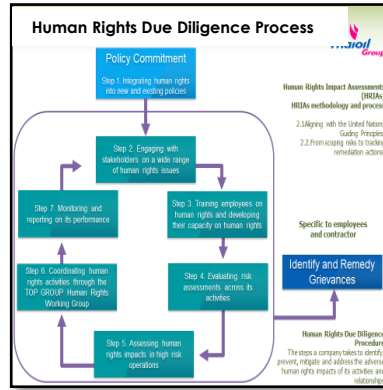 Human Rights Due Diligence Process
Group
Policy Commitment
Step 1. Integrating human rights
into new and existing policies
Human Rights Impact Assessment
(HRIAs)
HRIAs methodology and process
2.1Aligning with the United Nation
Guiding Principles
2.2.From scoping risks to tracking
remediation actions
Step 2. Engaging with
stakeholders on a wide range
of human rights issues
Step 7. Monitoring and
reporting on its performance
Step 3. Training employees on
human rights and developing
their capacity on human rights
Specific to employees
and contractor
Step 6. Coordinating human
rights activities through the
TOP GROUP Human Rights
Working Group
Step 4. Evaluating risk
assessments across its
activities
Identify and Remedy
Grievances
Step 5. Assessing human
rights impacts in high risk
operations
Human Rights Due Diligence
Procedure
The steps a company takes to identify
prevent, mitigate and address the adverse
human rights impacts of its activities and
relationship